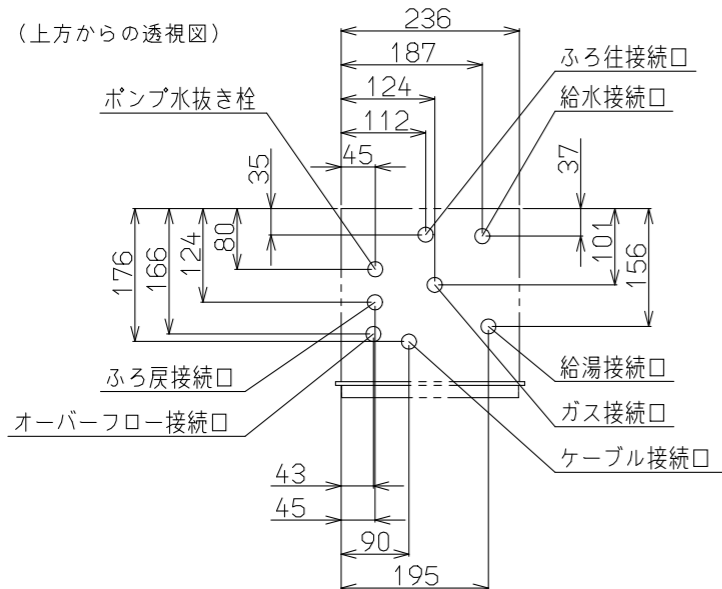 (上方からの透視図)
236
187
124
112
45
ふろ往接続口
給水接続口
ポンプ水抜き栓
35
37
80
124
166
176
101
156
ふろ戻接続口
オーバーフロー接続口
給湯接続口
ガス接続口
ケーブル接続口
43
45
90
195